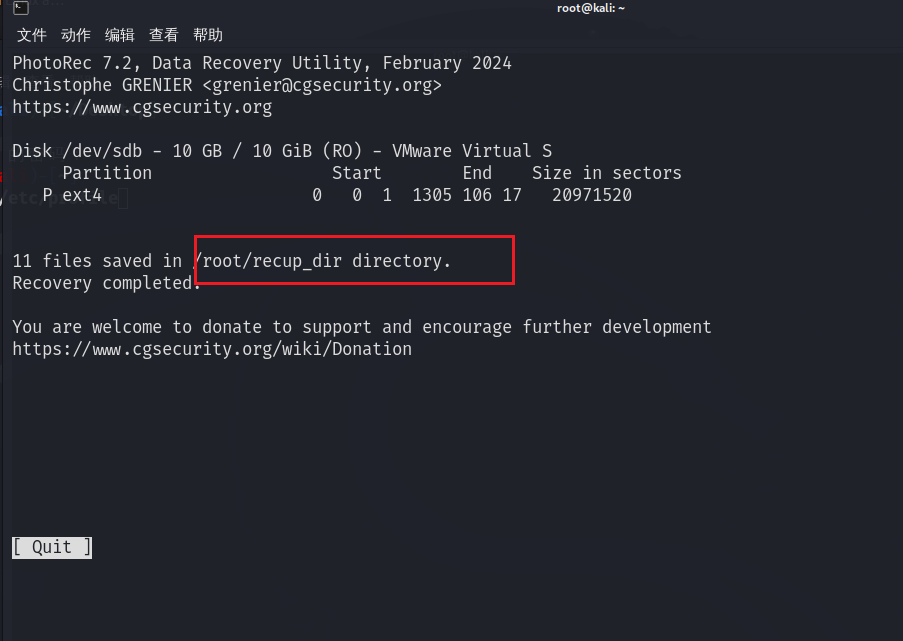 root@kali: ~
文件 动作 编辑 查看 帮助
PhotoRec 7.2, Data Recovery Utility, February 2024
Christophe GRENIER <grenier@cgsecurity.org>
https://www.cgsecurity.org
Disk /dev/sdb - 10 GB / 10 GiB (RO) - VMware Virtual S
Partition Start End Size in sectors
P ext4 0 0 1 1305 106 17 20971520
11 files saved in /root/recup_dir directory.
Recovery completed.
You are welcome to donate to support and encourage further development
https://www.cgsecurity.org/wiki/Donation
[ Quit ]